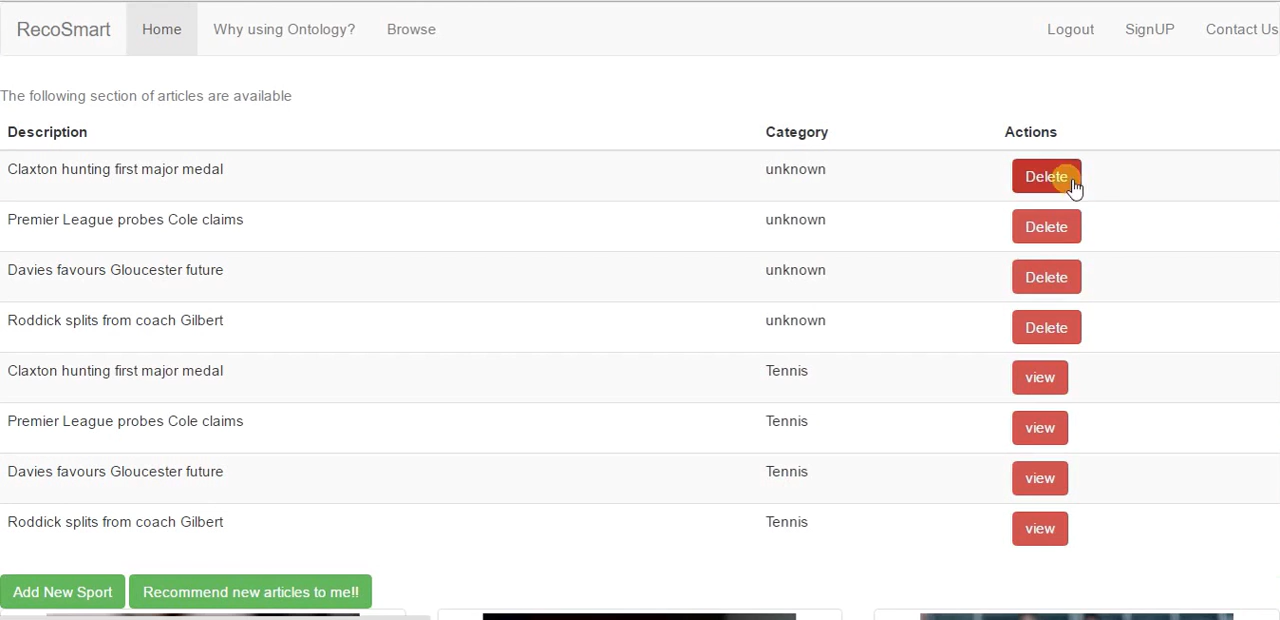 RecoSmart Home Why using Ontology? Browse Logout SignUP Contact Us
The following section of articles are available
Description Category Actions
Claxton hunting first major medal unknown Delete
Premier League probes Cole claims unknown Delete
Davies favours Gloucester future unknown Delete
Roddick splits from coach Gilbert unknown Delete
Claxton hunting first major medal Tennis view
Premier League probes Cole claims Tennis view
Davies favours Gloucester future Tennis view
Roddick splits from coach Gilbert Tennis view
Add New Sport Recommend new articles to me!!